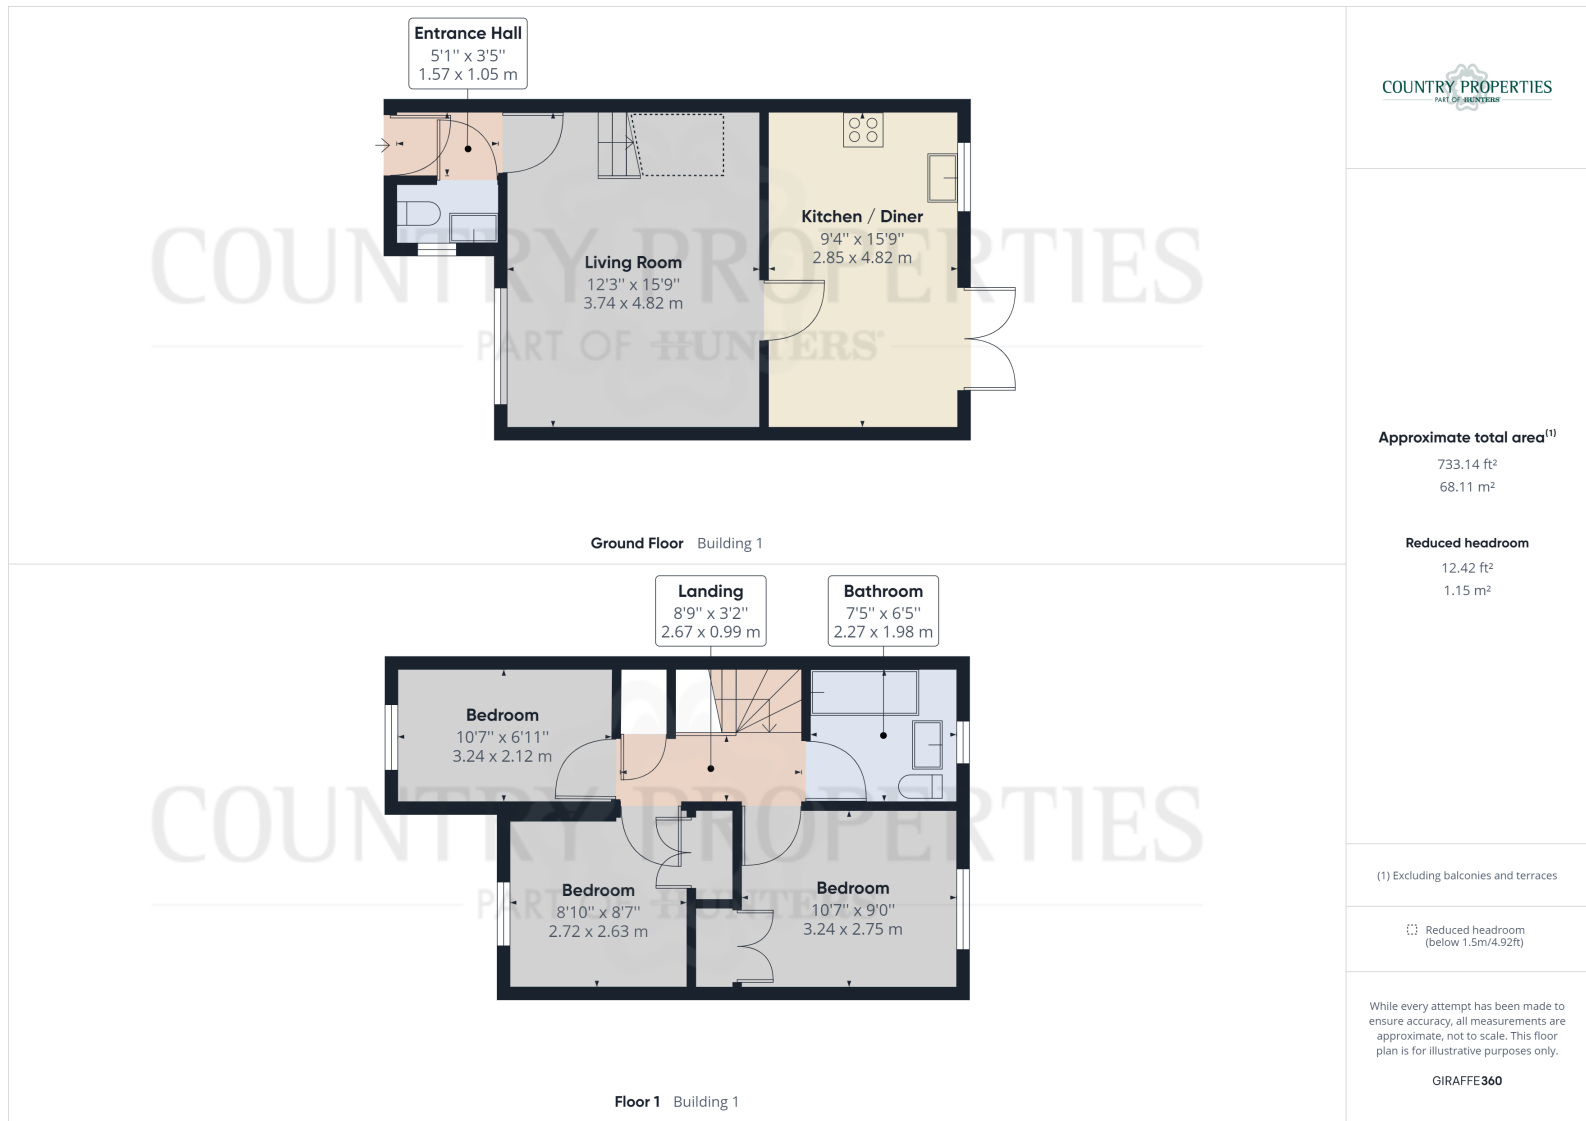 Entrance Hall
5'1'' x 3'5''
1.57 x 1.05 m
Living Room
12'3'' x 15'9''
3.74 x 4.82 m
Kitchen / Diner
9'4'' x 15'9''
2.85 x 4.82 m
COUNTRY PROPERTIES
PART OF HUNTERS
Ground Floor Building 1
Landing
8'9'' x 3'2''
2.67 x 0.99 m
Bathroom
7'5'' x 6'5''
2.27 x 1.98 m
Bedroom
10'7'' x 6'11''
3.24 x 2.12 m
Bedroom
8'10'' x 8'7''
2.72 x 2.63 m
Bedroom
10'7'' x 9'0''
3.24 x 2.75 m
COUNTRY PROPERTIES
PART OF HUNTERS
Floor 1 Building 1
COUNTRY PROPERTIES
PART OF HUNTERS
Approximate total area(1)
733.14 ft²
68.11 m²
Reduced headroom
12.42 ft²
1.15 m²
(1) Excluding balconies and terraces
Reduced headroom
(below 1.5m/4.92ft)
While every attempt has been made to
ensure accuracy, all measurements are
approximate, not to scale. This floor
plan is for illustrative purposes only.
GIRAFFE360